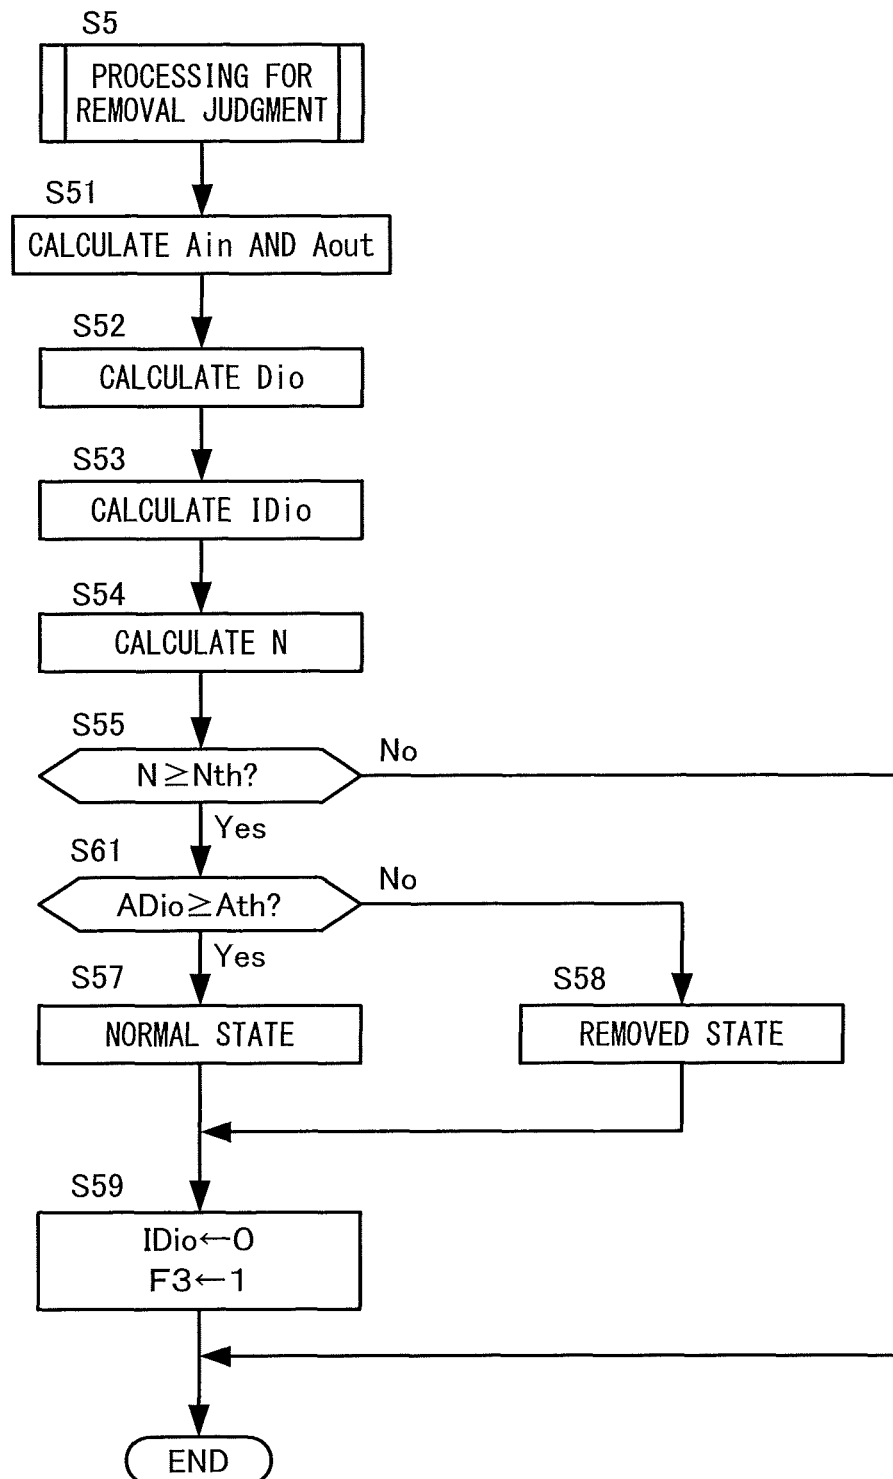 S5
PROCESSING FOR
REMOVAL JUDGMENT
S51
CALCULATE Ain AND Aout
S52
CALCULATE Dio
S53
CALCULATE IDio
S54
CALCULATE N
S55
N≧Nth?
No
Yes
S61
ADio≧Ath?
No
Yes
S57
NORMAL STATE
S58
REMOVED STATE
S59
IDio←0
F3←1
END